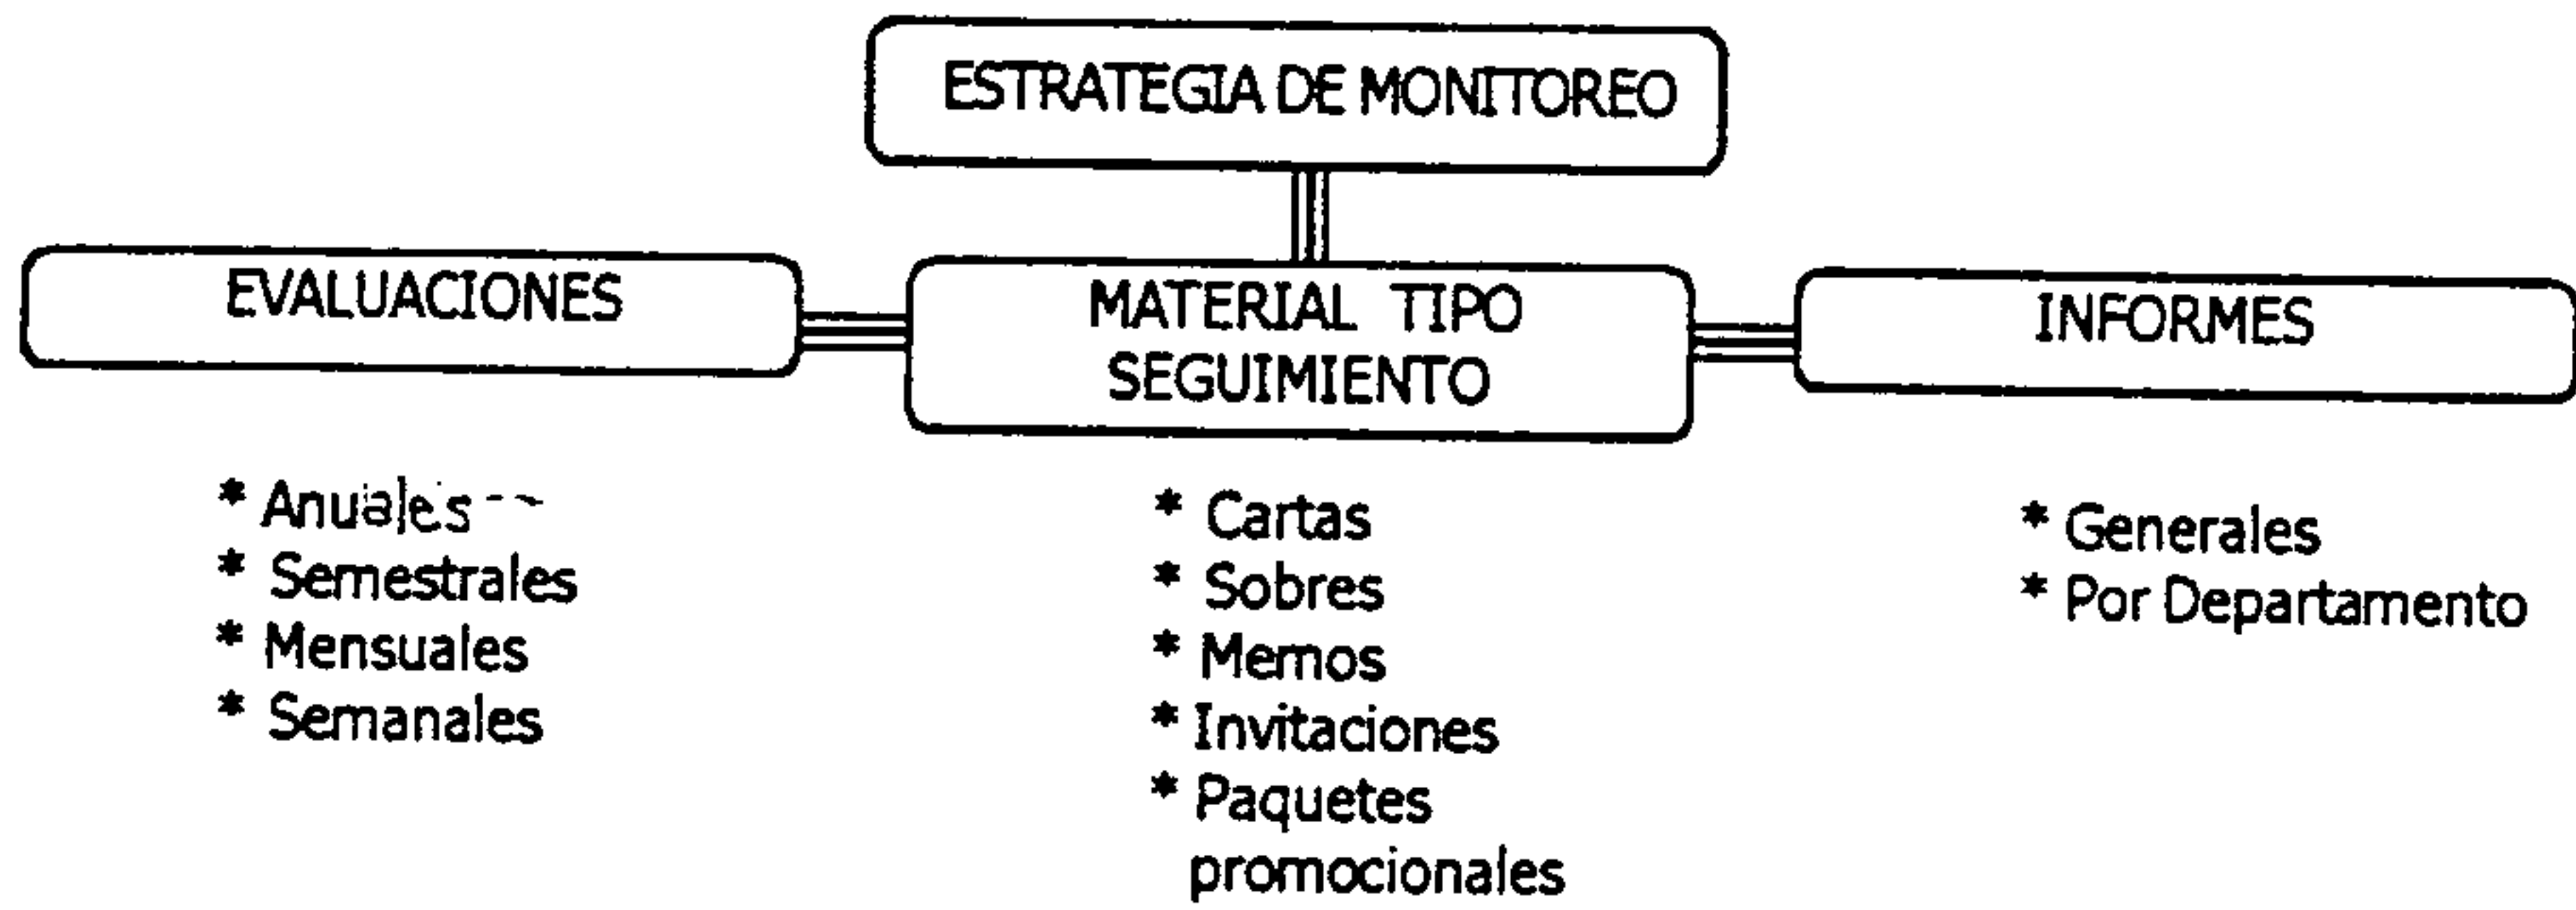 ESTRATEGIA DE MONITOREO
EVALUACIONES
MATERIAL TIPO
SEGUIMIENTO
INFORMES
* Anuales
* Semestrales
* Mensuales
* Semanales
* Cartas
* Sobres
* Memos
* Invitaciones
* Paquetes
promocionales
* Generales
* Por Departamento